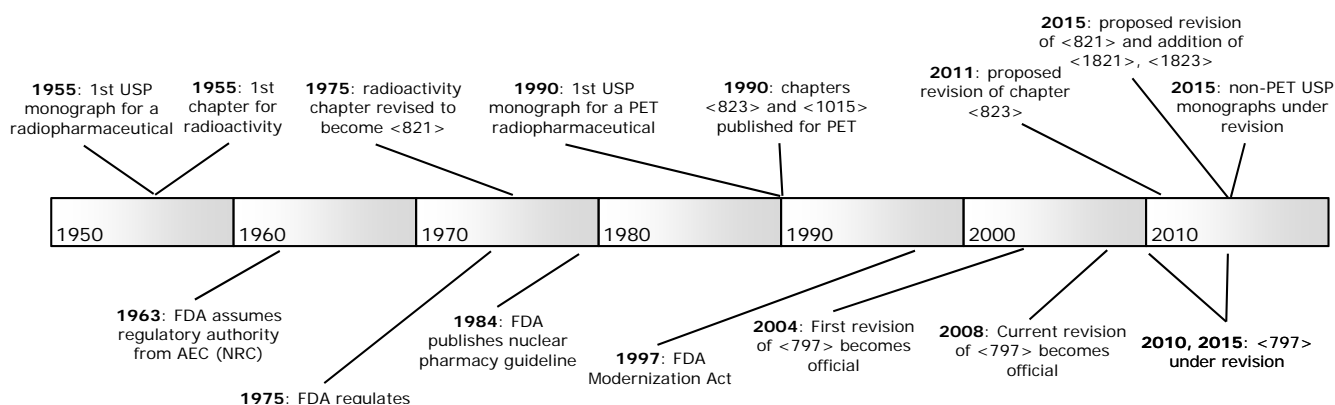 2015: proposed revision
of <821> and addition of
<1821>, <1823>
1955: 1st USP
monograph for a
radiopharmaceutical
1955: 1st
chapter for
radioactivity
1975: radioactivity
chapter revised to
become <821>
1990: 1st USP
monograph for a PET
radiopharmaceutical
1990: chapters
<823> and <1015>
published for PET
2011: proposed
revision of chapter
<823>
2015: non-PET USP
monographs under
revision
1950
1960
1970
1980
1990
2000
2010
1963: FDA assumes
regulatory authority
from AEC (NRC)
1975: FDA regulates
1984: FDA
publishes nuclear
pharmacy guideline
1997: FDA
Modernization Act
2004: First revision
of <797> becomes
official
2008: Current revision
of <797> becomes
official
2010, 2015: <797>
under revision